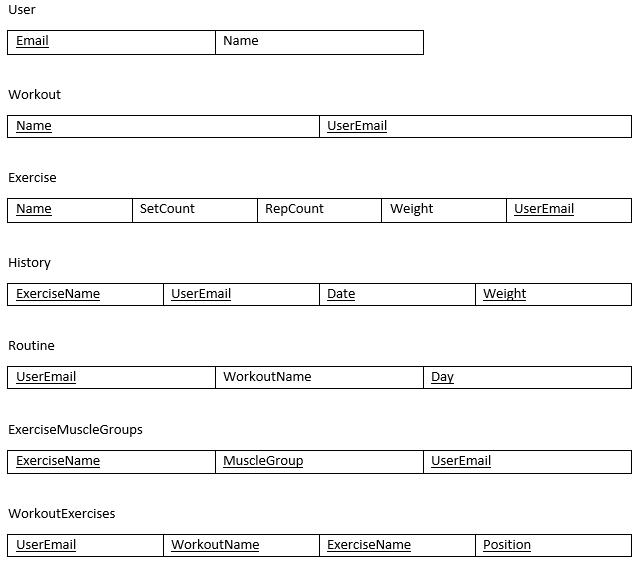 User
Email Name
Workout
Name UserEmail
Exercise
Name SetCount RepCount Weight UserEmail
History
ExerciseName UserEmail Date Weight
Routine
UserEmail WorkoutName Day
ExerciseMuscleGroups
ExerciseName MuscleGroup UserEmail
WorkoutExercises
UserEmail WorkoutName ExerciseName Position